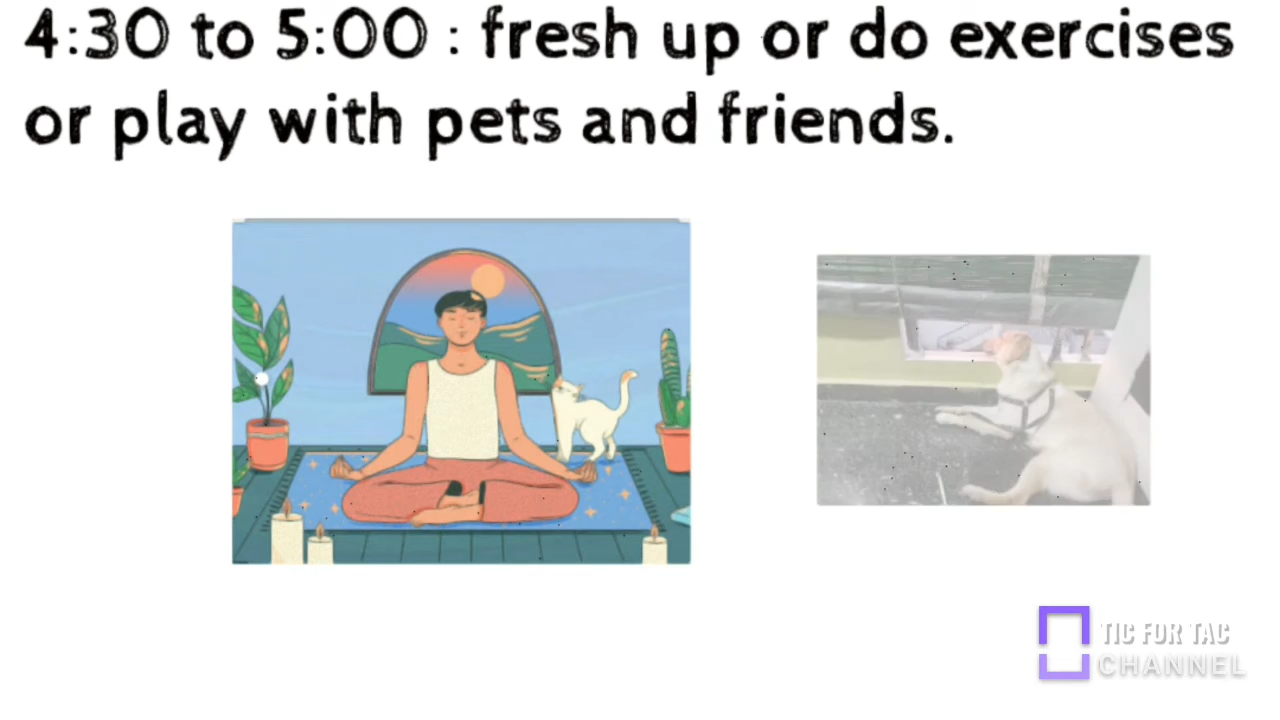 4:30 to 5:00 : fresh up or do exercises
or play with pets and friends.
TIC FOR TAC
CHANNEL